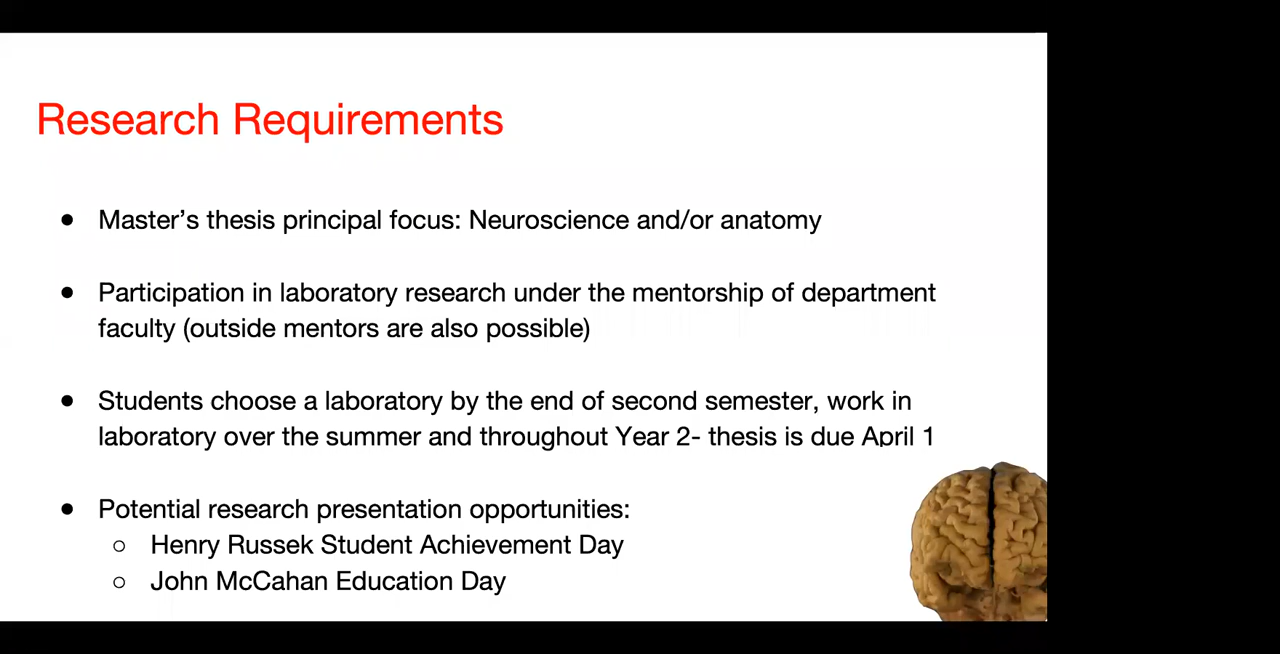 Research Requirements
● Master’s thesis principal focus: Neuroscience and/or anatomy
● Participation in laboratory research under the mentorship of department
faculty (outside mentors are also possible)
● Students choose a laboratory by the end of second semester, work in
laboratory over the summer and throughout Year 2- thesis is due April 1
● Potential research presentation opportunities:
○ Henry Russek Student Achievement Day
○ John McCahan Education Day